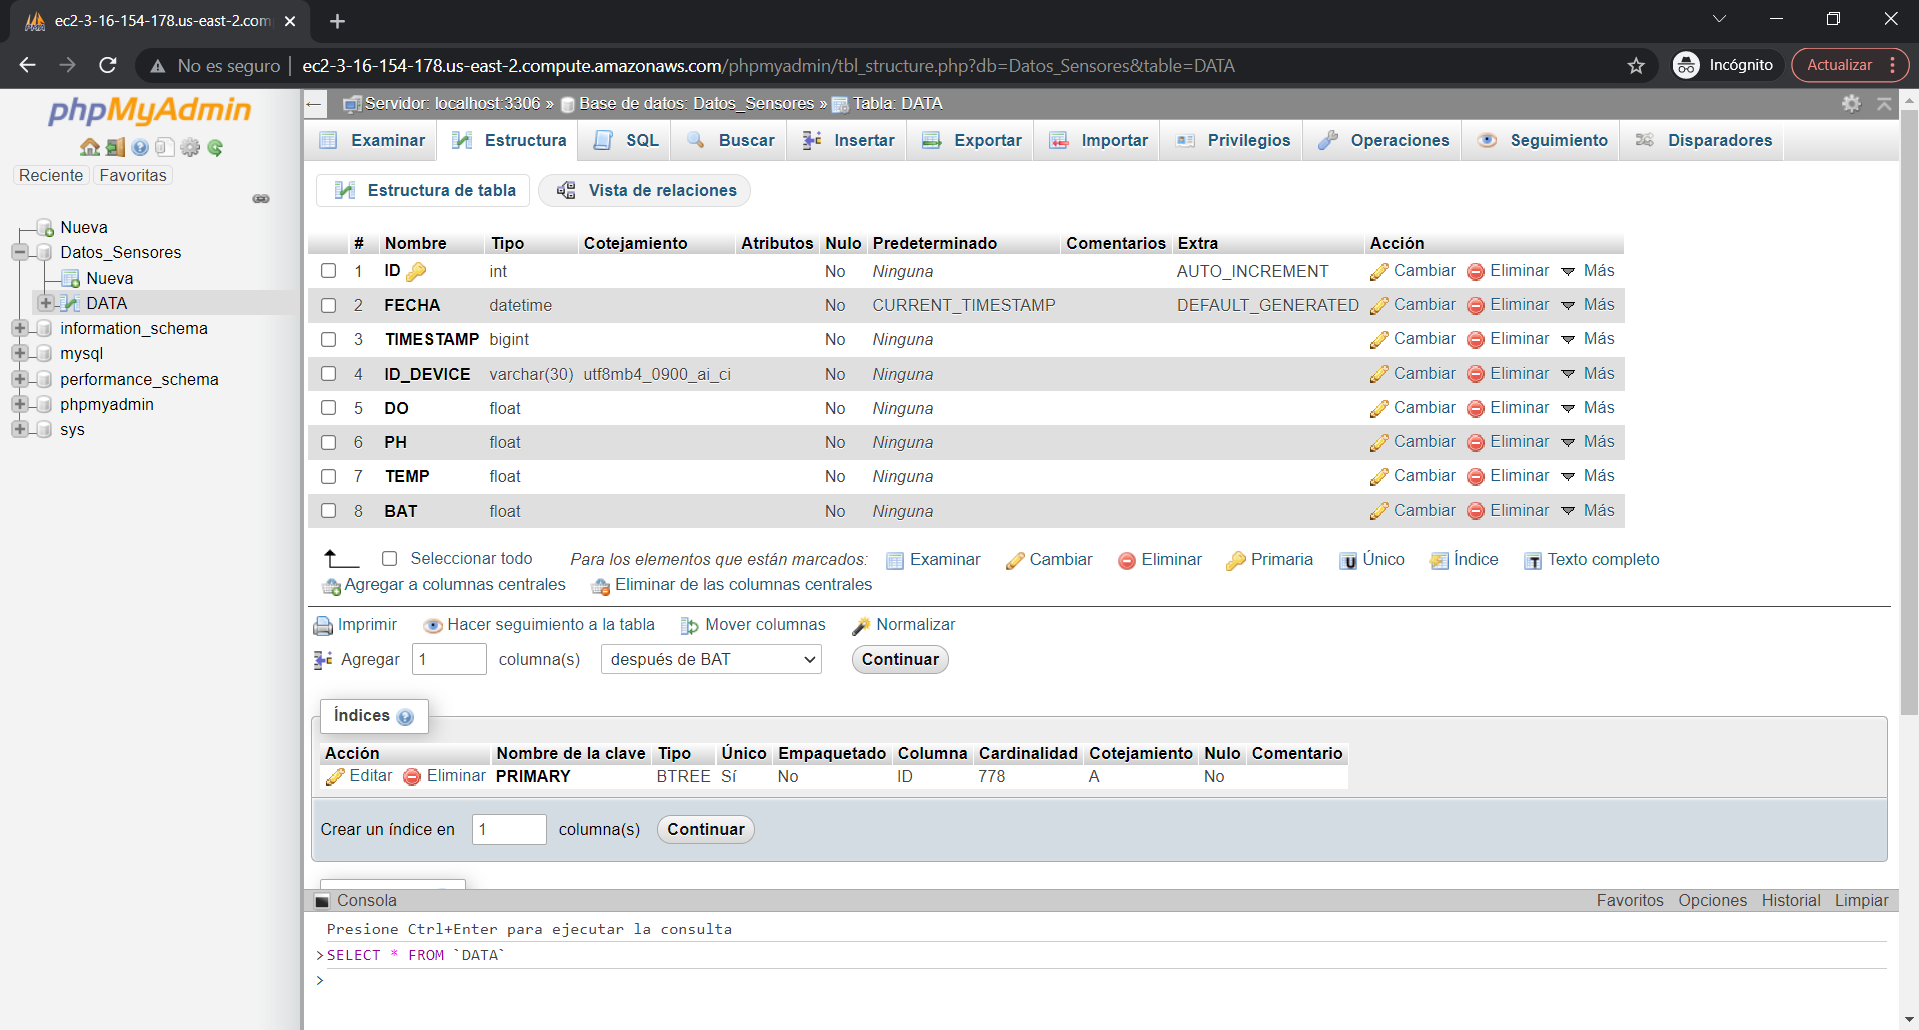 ec2-3-16-154-178.us-east-2.com
No es seguro ec2-3-16-154-178.us-east-2.compute.amazonaws.com/phpmyadmin/tbl_structure.php?db=Datos_Sensores&table=DATA Incógnito Actualizar
phpMyAdmin
Reciente Favoritas
Nueva
Datos_Sensores
Nueva
DATA
information_schema
mysql
performance_schema
phpmyadmin
sys
Servidor: localhost:3306 » Base de datos: Datos_Sensores » Tabla: DATA
Examinar Estructura SQL Buscar Insertar Exportar Importar Privilegios Operaciones Seguimiento Disparadores
Estructura de tabla Vista de relaciones
# Nombre Tipo Cotejamiento Atributos Nulo Predeterminado Comentarios Extra Acción
1 ID int No Ninguna AUTO_INCREMENT Cambiar Eliminar Más
2 FECHA datetime No CURRENT_TIMESTAMP DEFAULT_GENERATED Cambiar Eliminar Más
3 TIMESTAMP bigint No Ninguna Cambiar Eliminar Más
4 ID_DEVICE varchar(30) utf8mb4_0900_ai_ci No Ninguna Cambiar Eliminar Más
5 DO float No Ninguna Cambiar Eliminar Más
6 PH float No Ninguna Cambiar Eliminar Más
7 TEMP float No Ninguna Cambiar Eliminar Más
8 BAT float No Ninguna Cambiar Eliminar Más
Seleccionar todo Para los elementos que están marcados: Examinar Cambiar Eliminar Primaria Único Índice Texto completo
Agregar a columnas centrales Eliminar de las columnas centrales
Imprimir Hacer seguimiento a la tabla Mover columnas Normalizar
Agregar 1 columna(s) después de BAT Continuar
Índices
Acción Nombre de la clave Tipo Único Empaquetado Columna Cardinalidad Cotejamiento Nulo Comentario
Editar Eliminar PRIMARY BTREE Sí No ID 778 A No
Crear un índice en 1 columna(s) Continuar
Consola Favoritos Opciones Historial Limpiar
Presione Ctrl+Enter para ejecutar la consulta
>SELECT * FROM `DATA`
>